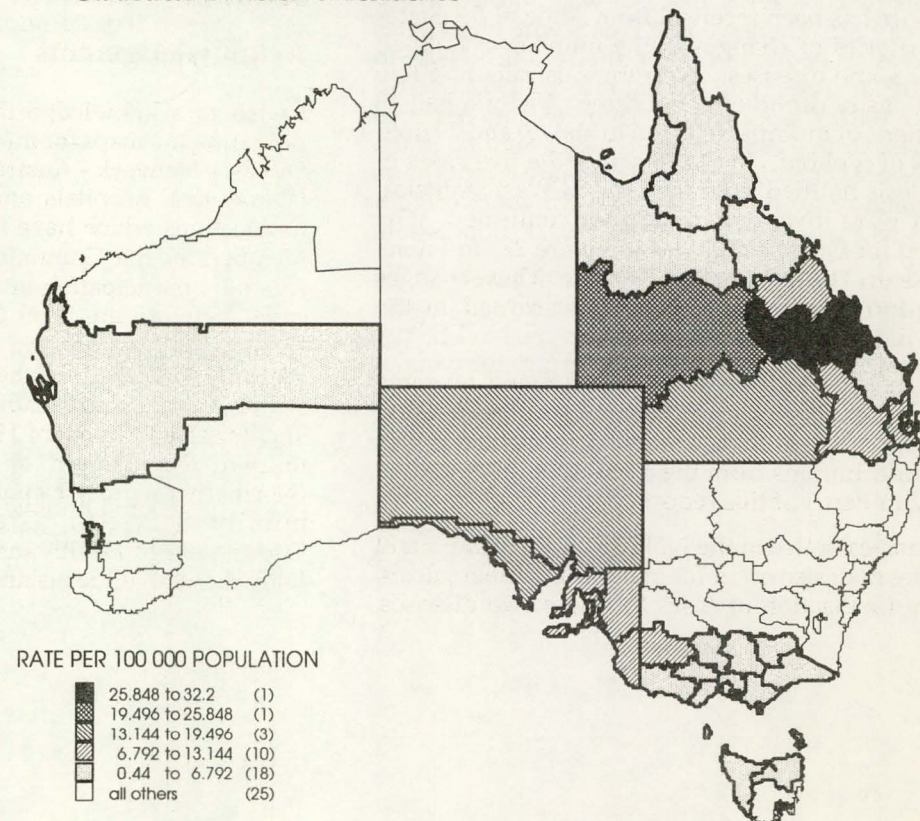 RATE PER 100 000 POPULATION
25.848 to 32.2 (1)
19.496 to 25.848 (1)
13.144 to 19.496 (3)
6.792 to 13.144 (10)
0.44 to 6.792 (18)
all others (25)